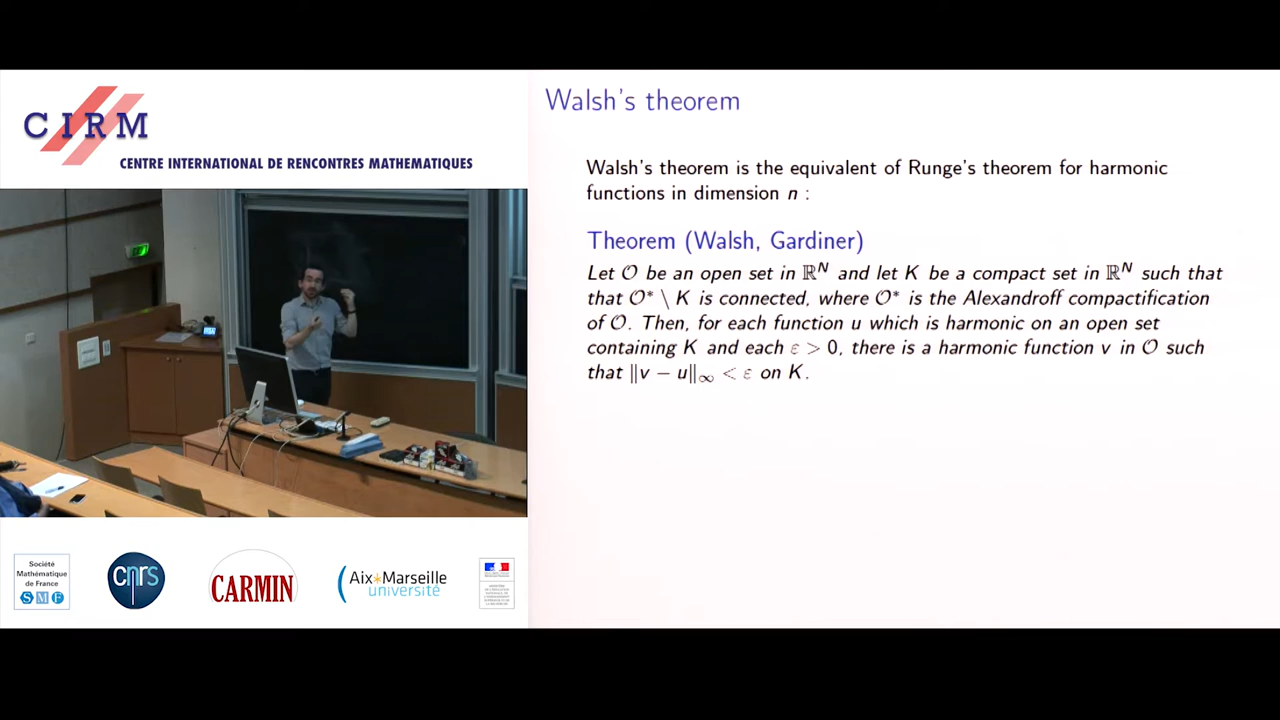 CIRM
CENTRE INTERNATIONAL DE RENCONTRES MATHEMATIQUES
Walsh's theorem
Walsh's theorem is the equivalent of Runge's theorem for harmonic
functions in dimension n :
Theorem (Walsh, Gardiner)
Let 𝒪 be an open set in ℝᴺ and let K be a compact set in ℝᴺ such that
that 𝒪* \ K is connected, where 𝒪* is the Alexandroff compactification
of 𝒪. Then, for each function u which is harmonic on an open set
containing K and each ε > 0, there is a harmonic function v in 𝒪 such
that ‖v − u‖∞ < ε on K.
Société
Mathématique
de France
S M F
cnrs
CARMIN
Aix*Marseille
université